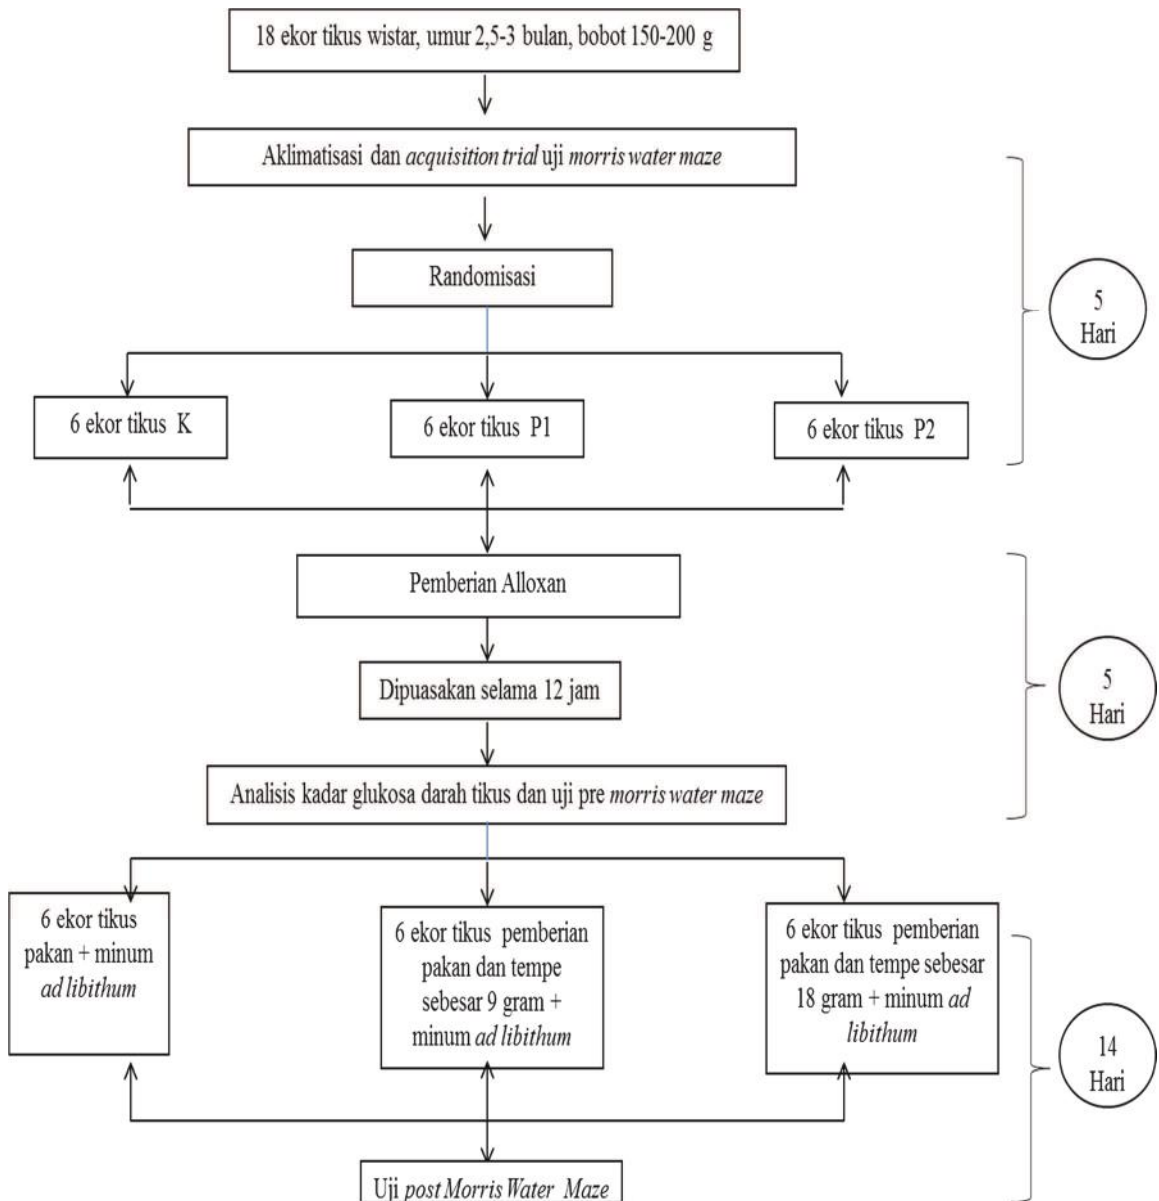 18 ekor tikus wistar, umur 2,5-3 bulan, bobot 150-200 g
Aklimatisasi dan acquisition trial uji morris water maze
Randomisasi
5
Hari
6 ekor tikus K
6 ekor tikus P1
6 ekor tikus P2
Pemberian Alloxan
Dipuasakan selama 12 jam
5
Hari
Analisis kadar glukosa darah tikus dan uji pre morris water maze
6 ekor tikus
pakan + minum
ad libithum
6 ekor tikus pemberian
pakan dan tempe
sebesar 9 gram +
minum ad libithum
6 ekor tikus pemberian
pakan dan tempe sebesar
18 gram + minum ad
libithum
14
Hari
Uji post Morris Water Maze